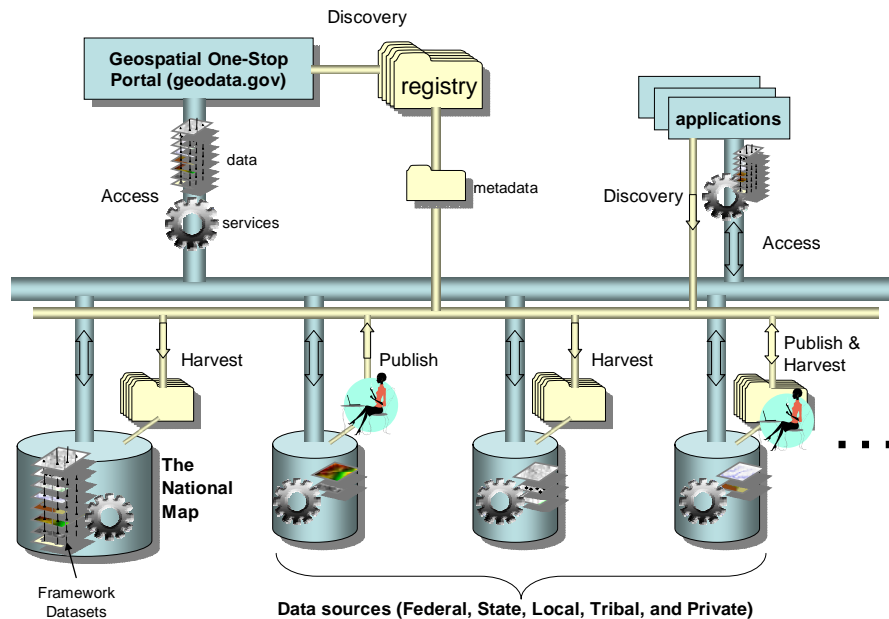 Discovery
Geospatial One-Stop
Portal (geodata.gov)
registry
applications
data
metadata
Access
Discovery
services
Access
Harvest
Publish
Harvest
Publish &
Harvest
The
National
Map
. . .
Framework
Datasets
Data sources (Federal, State, Local, Tribal, and Private)